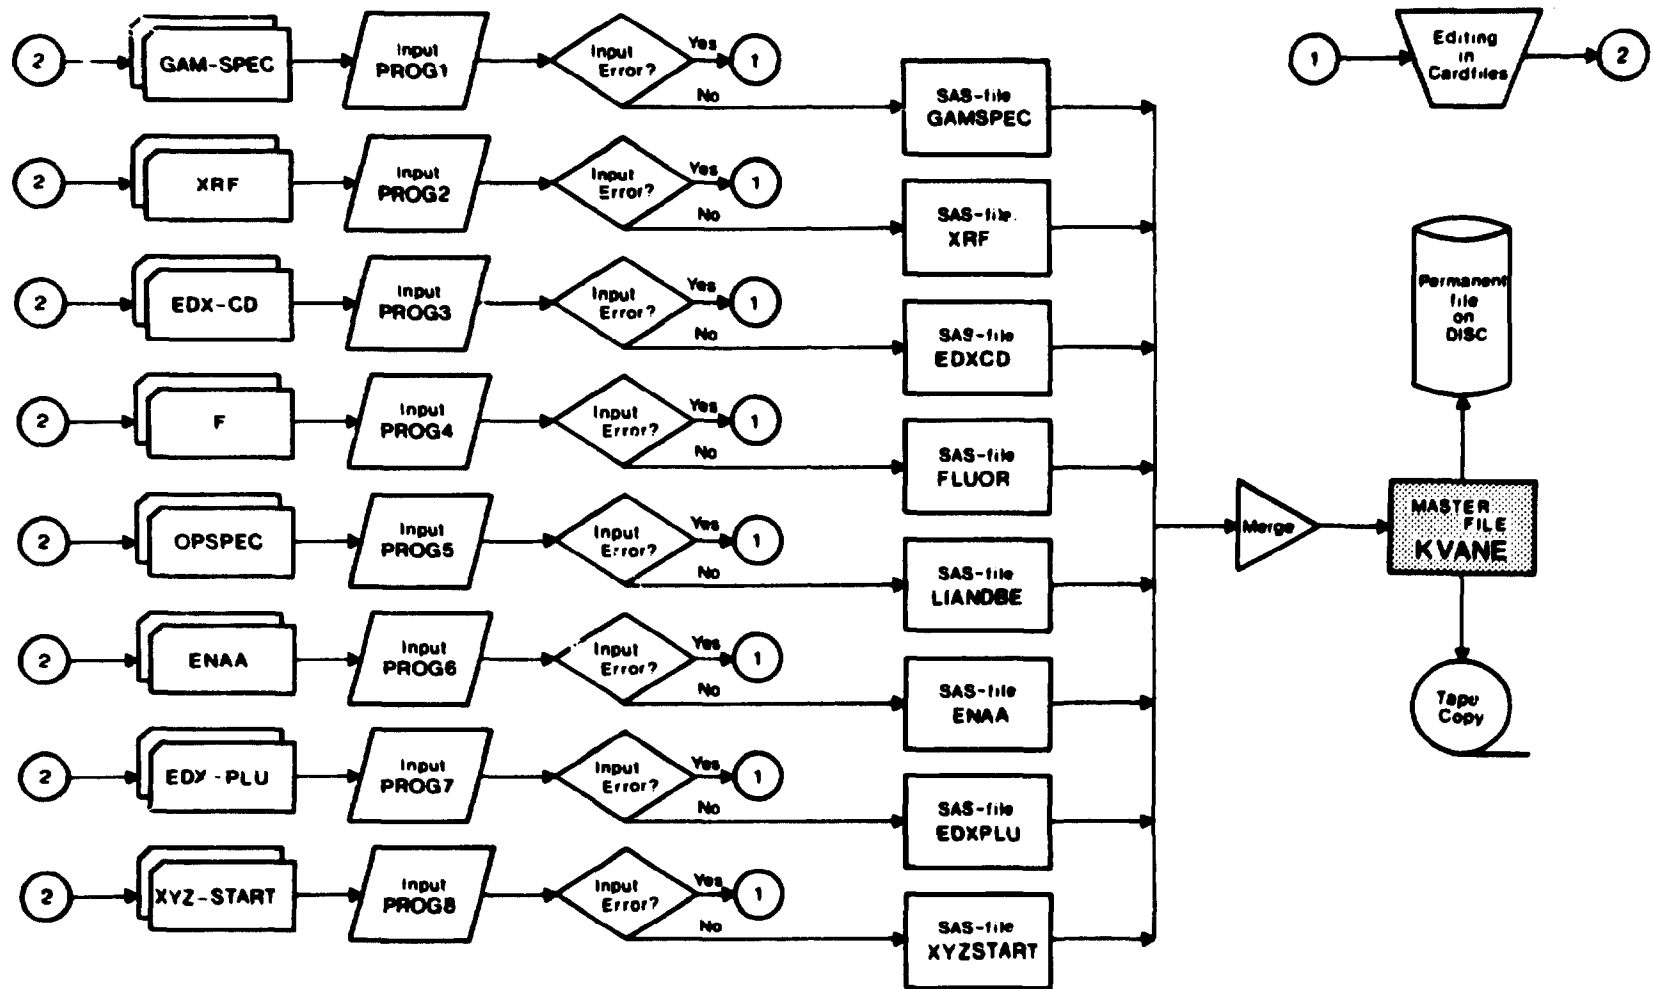 2
GAM-SPEC
Input
PROG1
Input
Error?
Yes
1
No
SAS-file
GAMSPEC
1
Editing
in
Cardfiles
2
2
XRF
Input
PROG2
Input
Error?
Yes
1
No
SAS-file
XRF
2
EDX-CD
Input
PROG3
Input
Error?
Yes
1
No
SAS-file
EDXCD
Permanent
file
on
DISC
2
F
Input
PROG4
Input
Error?
Yes
1
No
SAS-file
FLUOR
2
OPSPEC
Input
PROG5
Input
Error?
Yes
1
No
SAS-file
LIANDBE
Merge
MASTER
FILE
KVANE
2
ENAA
Input
PROG6
Input
Error?
Yes
1
No
SAS-file
ENAA
Tape
Copy
2
EDX-PLU
Input
PROG7
Input
Error?
Yes
1
No
SAS-file
EDXPLU
2
XYZ-START
Input
PROG8
Input
Error?
Yes
1
No
SAS-file
XYZSTART